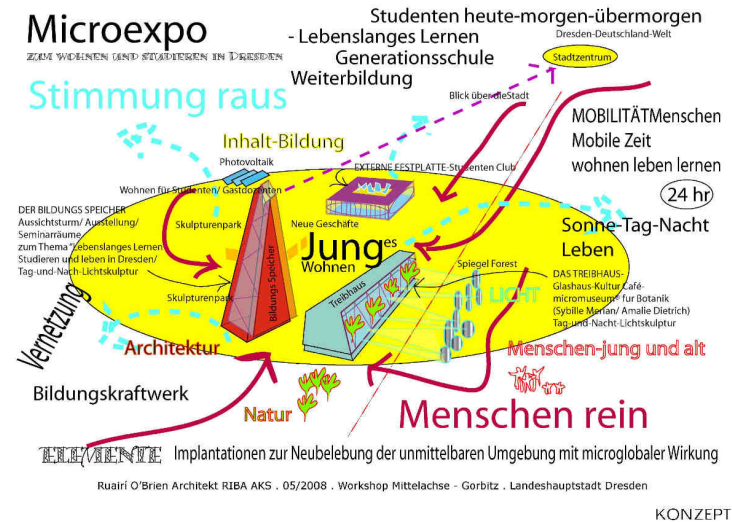 Microexpo
ZUM WOHNEN UND STUDIEREN IN DRESDEN
Studenten heute-morgen-übermorgen
Dresden-Deutschland-Welt
- Lebenslanges Lernen
Generationsschule
Weiterbildung
Stadtzentrum
Stimmung raus
Blick über dieStadt
MOBILITÄTMenschen
Mobile Zeit
wohnen leben lernen
24 hr
Inhalt-Bildung
Photovoltaik
EXTERNE FESTPLATTE-Studenten Club
Wohnen für Studenten/ Gastdozenten
DER BILDUNGS SPEICHER
Aussichtsturm/ Ausstellung/
Seminarräume
zum Thema "Lebenslanges Lernen
Studieren und leben in Dresden/
Tag-und-Nach-Lichtskulptur
Skulpturenpark
Neue Geschäfte
Junges
Wohnen
Sonne-Tag-Nacht
Leben
Bildungs Speicher
Treibhaus
Spiegel Forest
Skulpturenpark
LICHT
DAS TREIBHAUS-
Glashaus-Kultur Café-
micromuseum® fur Botanik
(Sybille Merian/ Amalie Dietrich)
Tag-und-Nacht-Lichtskulptur
Vernetzung
Architektur
Menschen-jung und alt
Bildungskraftwerk
Natur
Menschen rein
ELEMENTE
Implantationen zur Neubelebung der unmittelbaren Umgebung mit microglobaler Wirkung
Ruairí O'Brien Architekt RIBA AKS . 05/2008 . Workshop Mittelachse - Gorbitz . Landeshauptstadt Dresden
KONZEPT